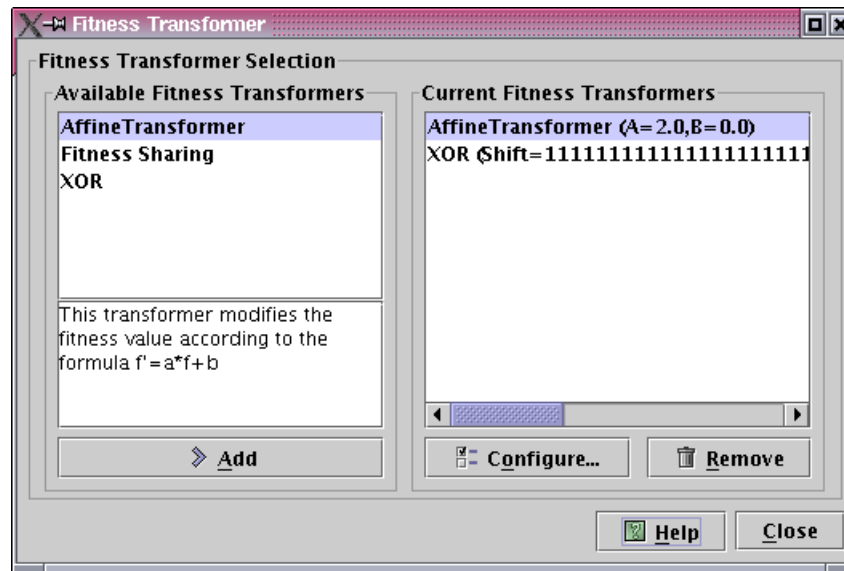 Fitness Transformer
Fitness Transformer Selection
Available Fitness Transformers
AffineTransformer
Fitness Sharing
XOR
This transformer modifies the
fitness value according to the
formula f'=a*f+b
Add
Current Fitness Transformers
AffineTransformer (A=2.0,B=0.0)
XOR (Shift=1111111111111111111111
Configure...
Remove
Help
Close